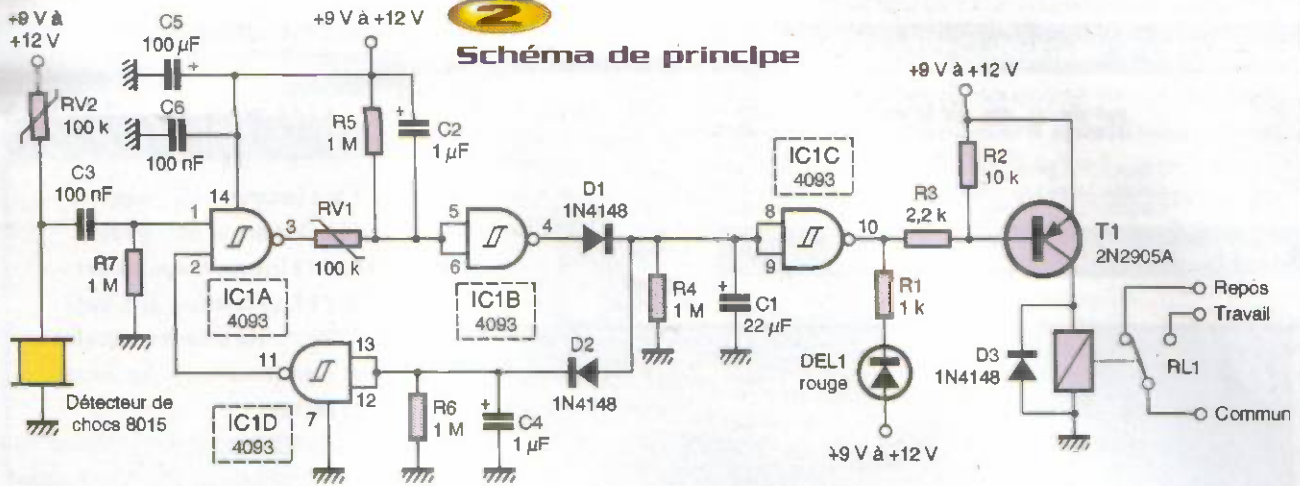 2
Schéma de principe
+9 V à
+12 V
RV2
100 k
C5
100 µF
+
C6
100 nF
C3
100 nF
+9 V à +12 V
R5
1 M
+
C2
1 µF
14
1
2
3
R7
1 M
IC1A
4093
RV1
100 k
5
6
4
IC1B
4093
D1
1N4148
R4
1 M
+
C1
22 µF
IC1C
4093
8
9
10
R3
2,2 k
+9 V à +12 V
R2
10 k
T1
2N2905A
R1
1 k
DEL1
rouge
+9 V à +12 V
D3
1N4148
Repos
Travail
RL1
Commun
Détecteur de
chocs 8015
11
13
12
7
IC1D
4093
R6
1 M
+
C4
1 µF
D2
1N4148